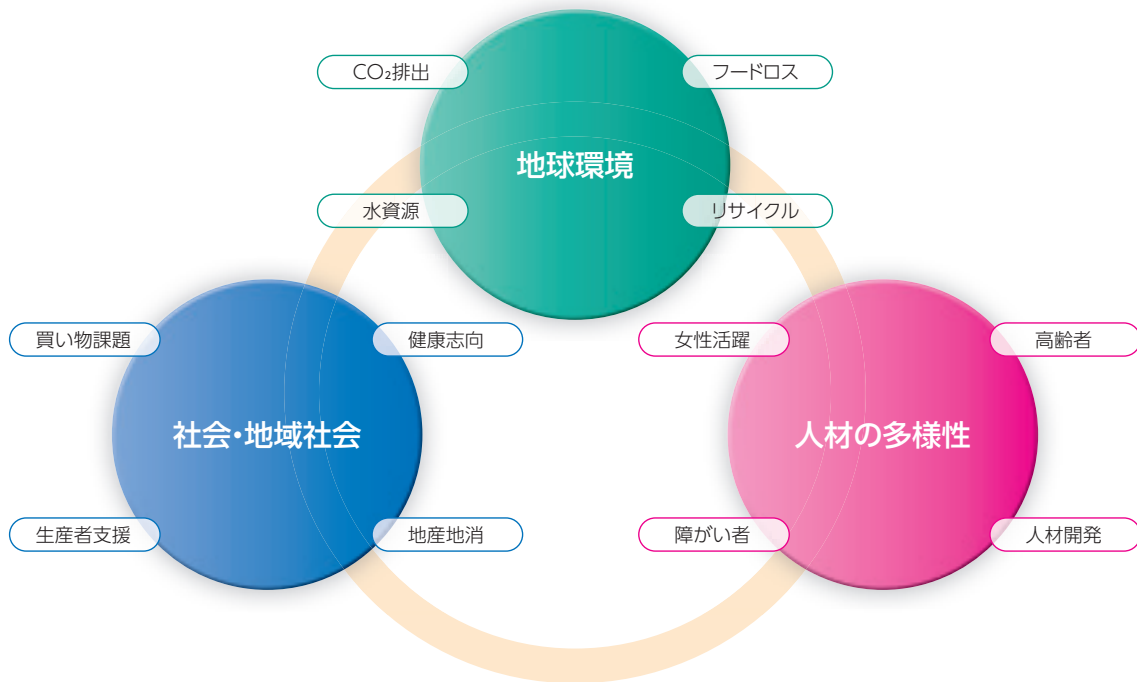 CO₂排出
フードロス
地球環境
水資源
リサイクル
買い物課題
健康志向
社会・地域社会
生産者支援
地産地消
女性活躍
高齢者
人材の多様性
障がい者
人材開発